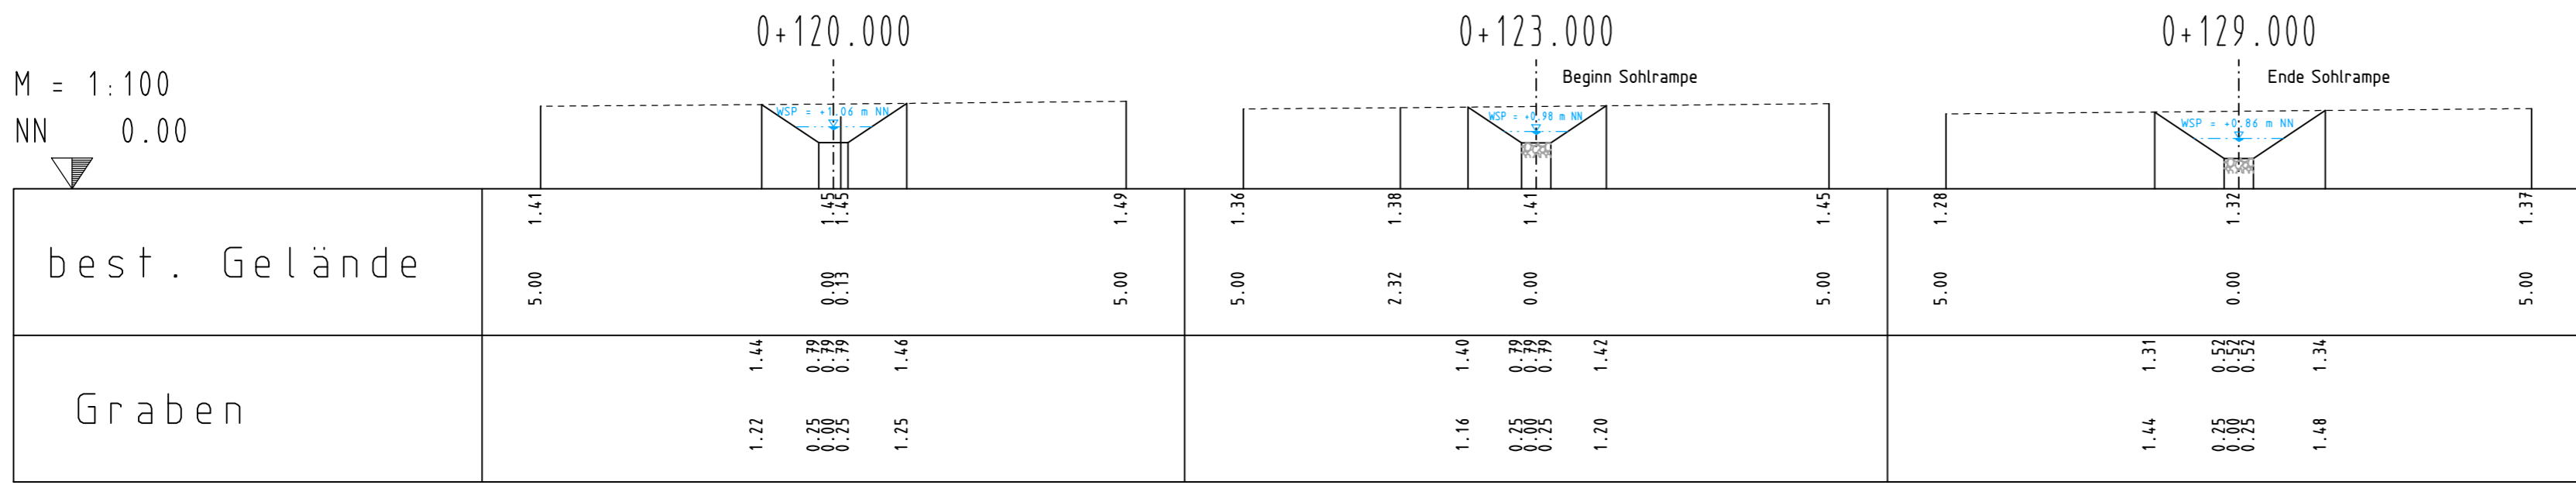 0+120.000 0+123.000 0+129.000
Beginn Sohlrampe Ende Sohlrampe
M = 1:100
WSP = +1.06 m NN WSP = +0.98 m NN WSP = +0.86 m NN
NN 0.00
1.41 1.45 1.45 1.49 1.36 1.38 1.41 1.45 1.28 1.32 1.37
best. Gelände
5.00 0.00 0.13 5.00 5.00 2.32 0.00 5.00 5.00 0.00 5.00
1.44 0.79 0.79 0.79 1.46 1.40 0.79 0.79 0.79 1.42 1.31 0.52 0.52 0.52 1.34
Graben
1.22 0.25 0.00 0.25 1.25 1.16 0.25 0.00 0.25 1.20 1.44 0.25 0.00 0.25 1.48